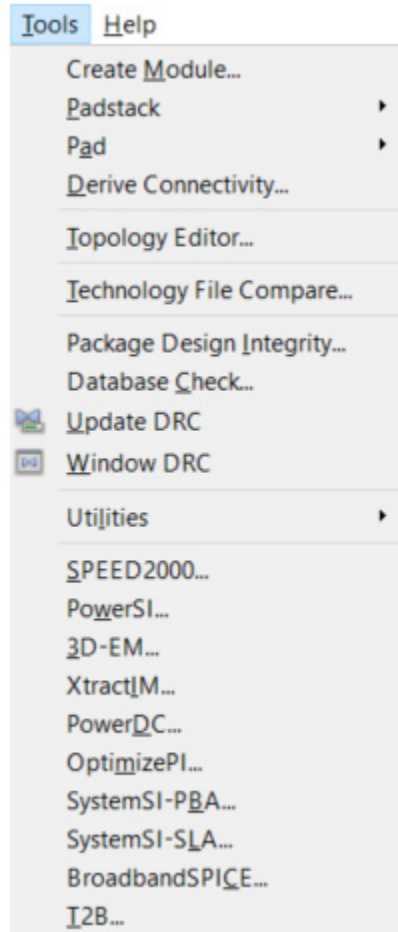 Tools Help
Create Module...
Padstack
Pad
Derive Connectivity...
Topology Editor...
Technology File Compare...
Package Design Integrity...
Database Check...
Update DRC
Window DRC
Utilities
SPEED2000...
PowerSI...
3D-EM...
XtractIM...
PowerDC...
OptimizePI...
SystemSI-PBA...
SystemSI-SLA...
BroadbandSPICE...
T2B...